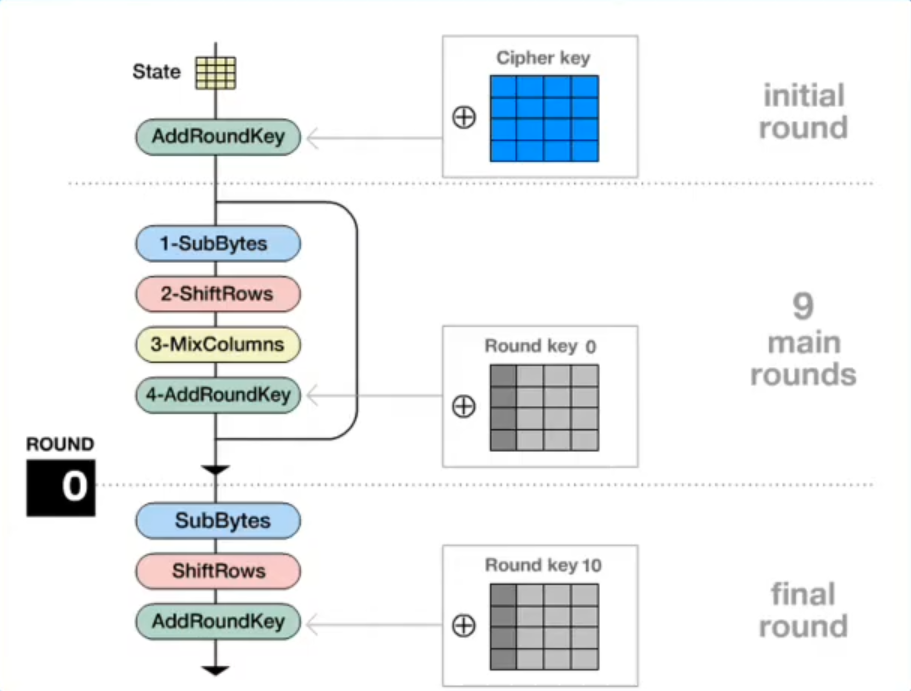 State
Cipher key
⊕
AddRoundKey
initial
round
1-SubBytes
2-ShiftRows
3-MixColumns
4-AddRoundKey
Round key 0
⊕
9
main
rounds
ROUND
0
SubBytes
ShiftRows
AddRoundKey
Round key 10
⊕
final
round